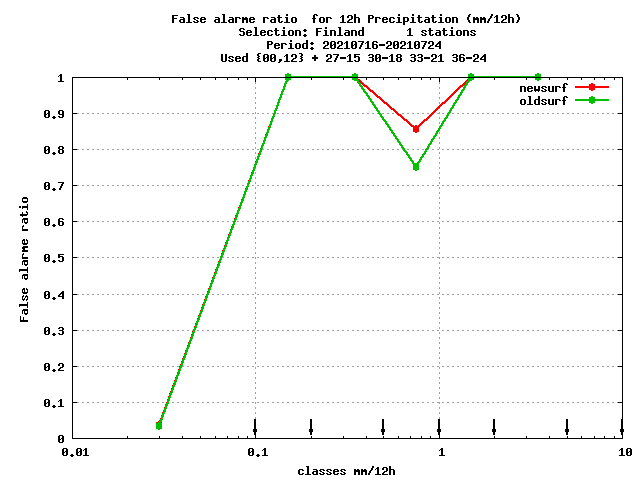 False alarme ratio  for 12h Precipitation (mm/12h)
Selection: Finland      1 stations
Period: 20210716-20210724
Used {00,12} + 27-15 30-18 33-21 36-24
newsurf
oldsurf
1
0.9
0.8
0.7
0.6
0.5
0.4
0.3
0.2
0.1
0
False alarme ratio
0.01
0.1
1
10
classes mm/12h